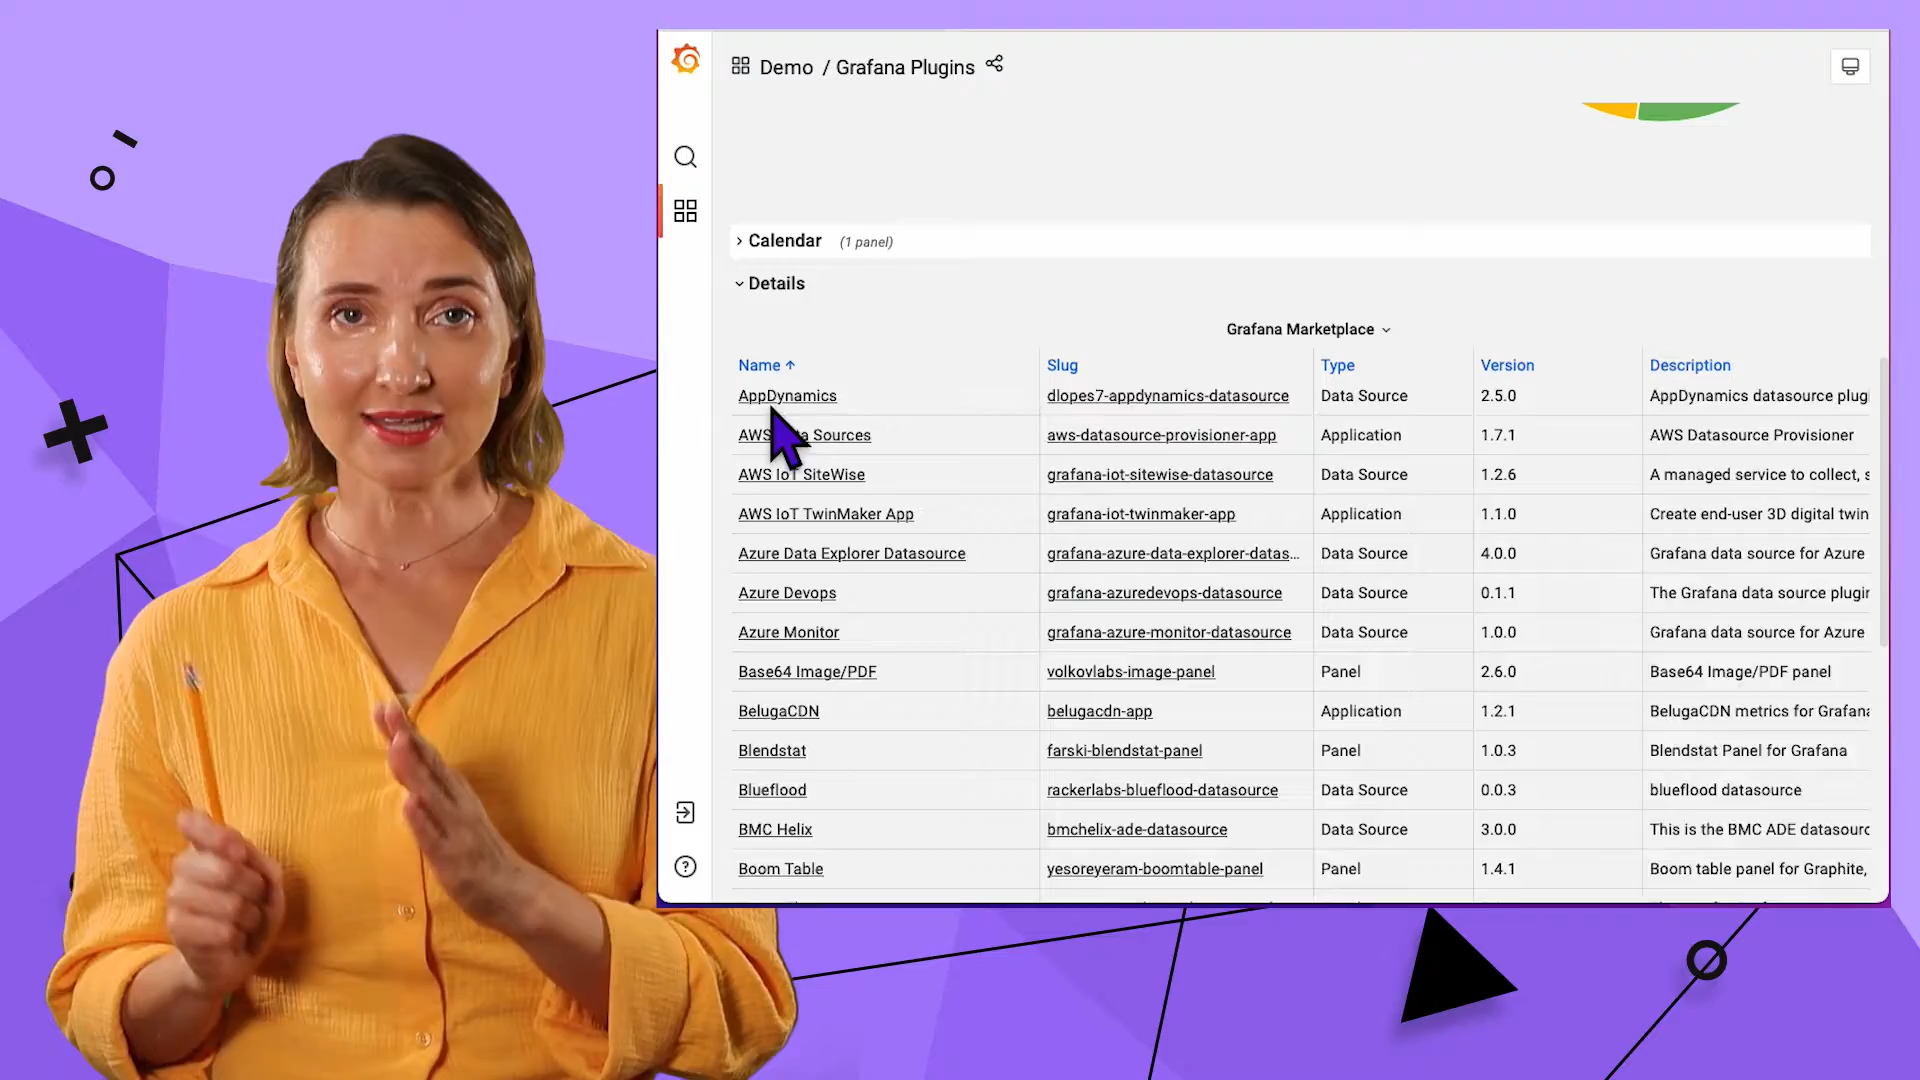 Demo / Grafana Plugins
Calendar (1 panel)
Details
Grafana Marketplace
Name Slug Type Version Description
AppDynamics dlopes7-appdynamics-datasource Data Source 2.5.0 AppDynamics datasource plugi
AWS Sources aws-datasource-provisioner-app Application 1.7.1 AWS Datasource Provisioner
AWS IoT SiteWise grafana-iot-sitewise-datasource Data Source 1.2.6 A managed service to collect, s
AWS IoT TwinMaker App grafana-iot-twinmaker-app Application 1.1.0 Create end-user 3D digital twin
Azure Data Explorer Datasource grafana-azure-data-explorer-datas... Data Source 4.0.0 Grafana data source for Azure
Azure Devops grafana-azuredevops-datasource Data Source 0.1.1 The Grafana data source plugin
Azure Monitor grafana-azure-monitor-datasource Data Source 1.0.0 Grafana data source for Azure
Base64 Image/PDF volkovlabs-image-panel Panel 2.6.0 Base64 Image/PDF panel
BelugaCDN belugacdn-app Application 1.2.1 BelugaCDN metrics for Grafana
Blendstat farski-blendstat-panel Panel 1.0.3 Blendstat Panel for Grafana
Blueflood rackerlabs-blueflood-datasource Data Source 0.0.3 blueflood datasource
BMC Helix bmchelix-ade-datasource Data Source 3.0.0 This is the BMC ADE datasourc
Boom Table yesoreyeram-boomtable-panel Panel 1.4.1 Boom table panel for Graphite,